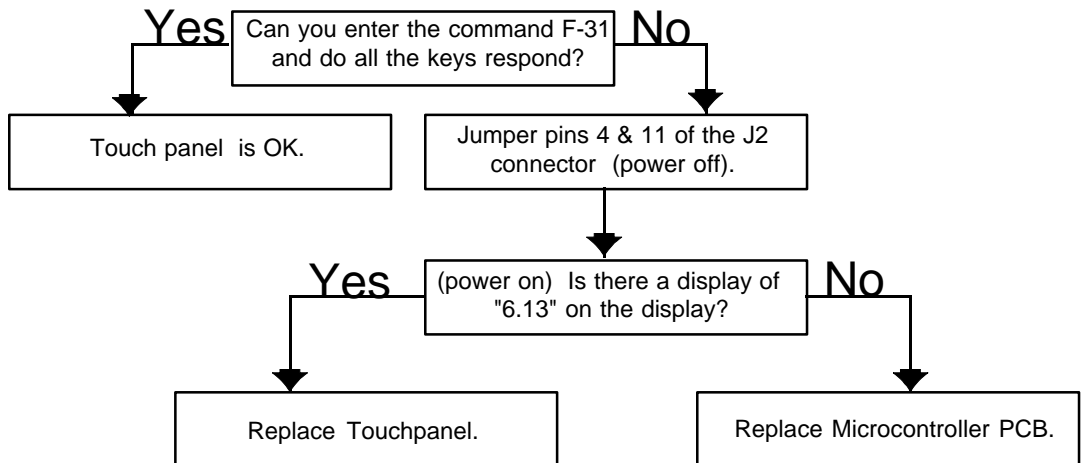 Yes
Can you enter the command F-31
and do all the keys respond?
No
Touch panel is OK.
Jumper pins 4 & 11 of the J2
connector (power off).
Yes
(power on) Is there a display of
"6.13" on the display?
No
Replace Touchpanel.
Replace Microcontroller PCB.